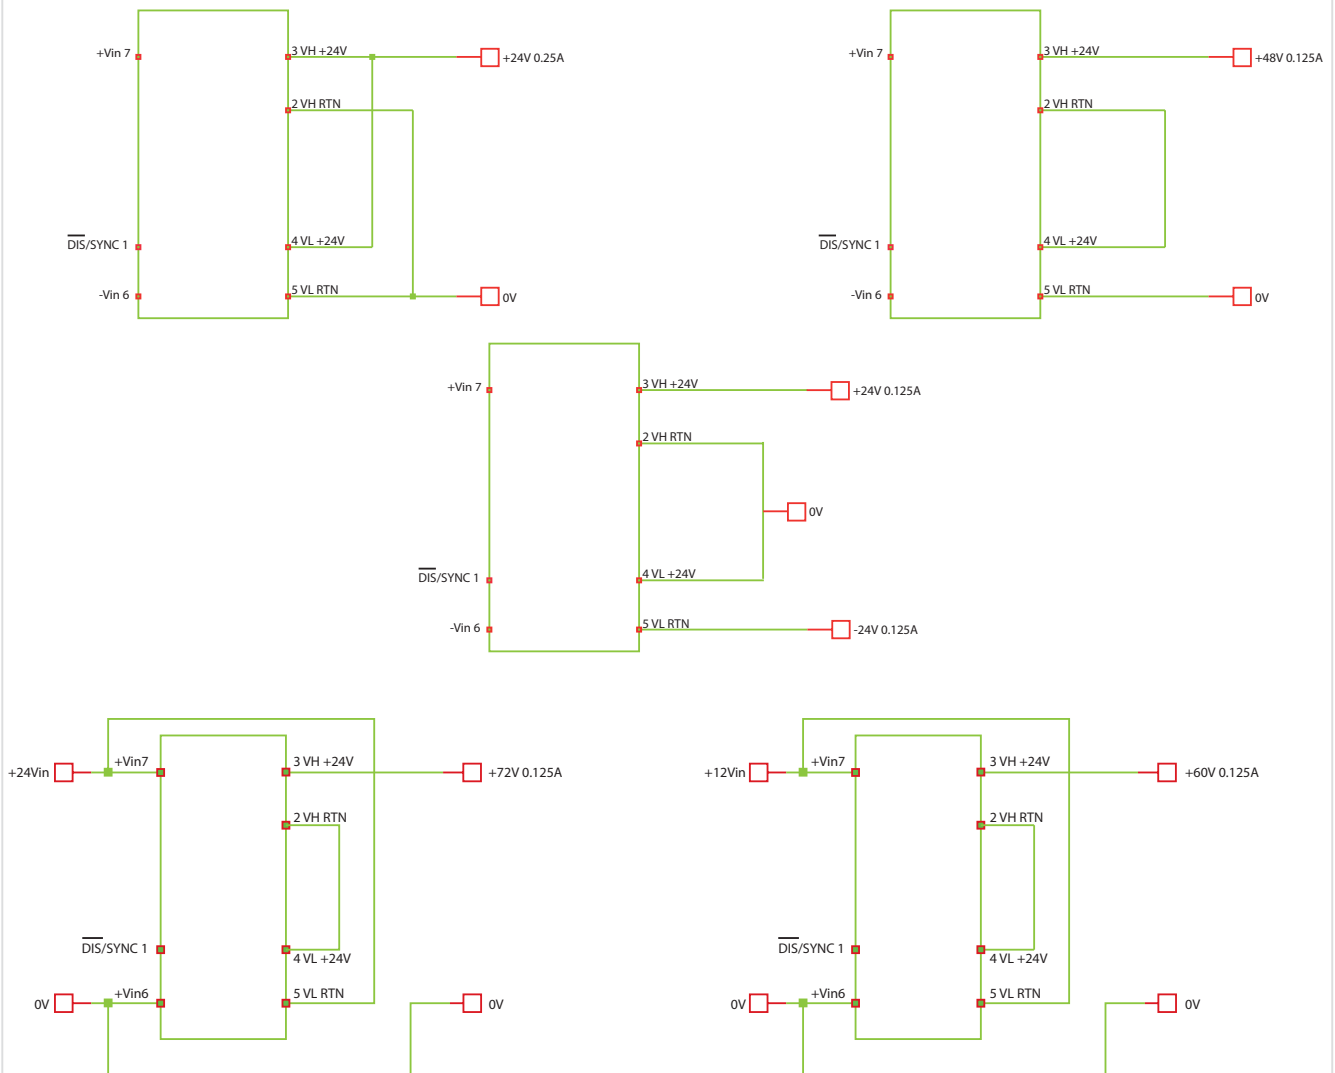 +Vin 7
3 VH +24V
+24V 0.25A
2 VH RTN
DIS/SYNC 1
4 VL +24V
-Vin 6
5 VL RTN
0V
+Vin 7
3 VH +24V
+48V 0.125A
2 VH RTN
DIS/SYNC 1
4 VL +24V
-Vin 6
5 VL RTN
0V
+Vin 7
3 VH +24V
+24V 0.125A
2 VH RTN
0V
DIS/SYNC 1
4 VL +24V
-Vin 6
5 VL RTN
-24V 0.125A
+24Vin
+Vin7
3 VH +24V
+72V 0.125A
2 VH RTN
DIS/SYNC 1
4 VL +24V
0V
+Vin6
5 VL RTN
0V
+12Vin
+Vin7
3 VH +24V
+60V 0.125A
2 VH RTN
DIS/SYNC 1
4 VL +24V
0V
+Vin6
5 VL RTN
0V